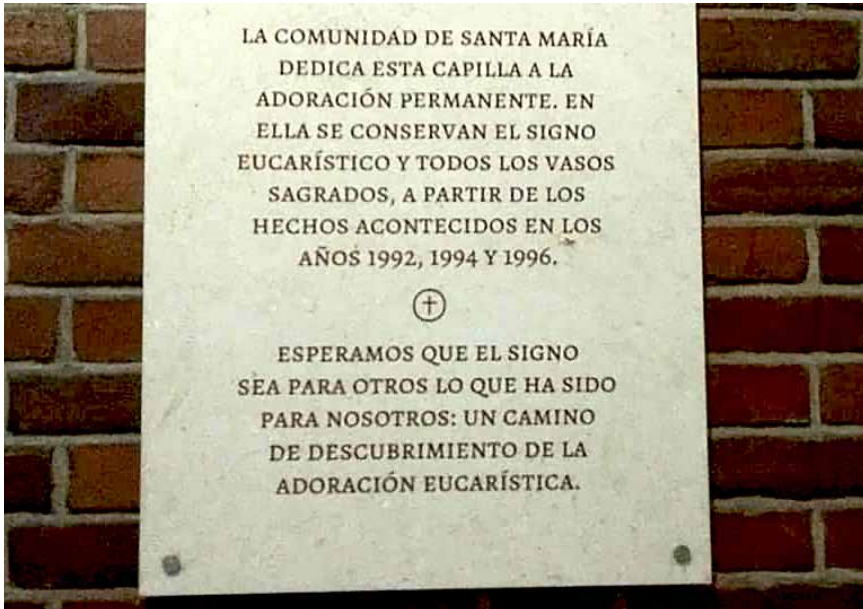 LA COMUNIDAD DE SANTA MARÍA
DEDICA ESTA CAPILLA A LA
ADORACIÓN PERMANENTE. EN
ELLA SE CONSERVAN EL SIGNO
EUCARÍSTICO Y TODOS LOS VASOS
SAGRADOS, A PARTIR DE LOS
HECHOS ACONTECIDOS EN LOS
AÑOS 1992, 1994 Y 1996.
ESPERAMOS QUE EL SIGNO
SEA PARA OTROS LO QUE HA SIDO
PARA NOSOTROS: UN CAMINO
DE DESCUBRIMIENTO DE LA
ADORACIÓN EUCARÍSTICA.